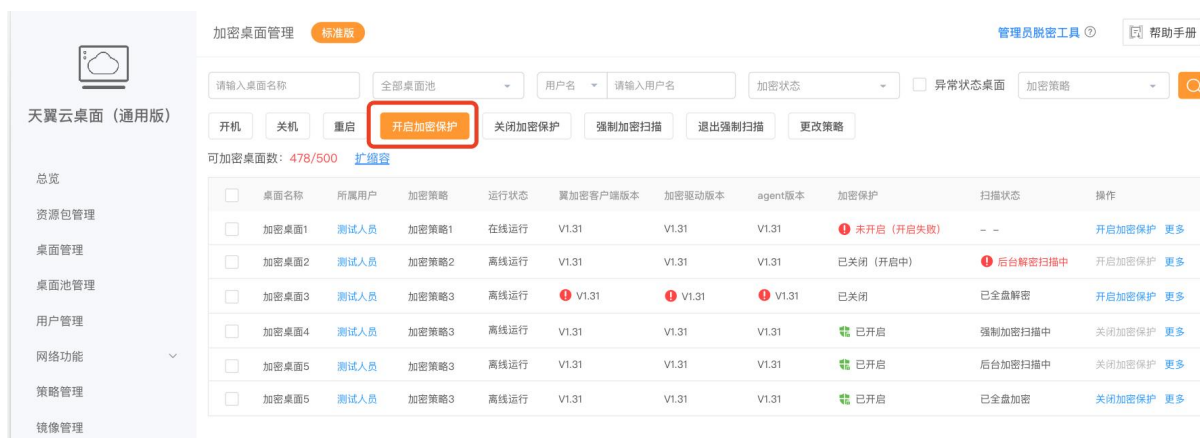 加密桌面管理 标准版 管理员脱密工具 ? 帮助手册
天翼云桌面（通用版）
总览
资源包管理
桌面管理
桌面池管理
用户管理
网络功能
策略管理
镜像管理
请输入桌面名称 全部桌面池 用户名 请输入用户名 加密状态 异常状态桌面 加密策略
开机 关机 重启 开启加密保护 关闭加密保护 强制加密扫描 退出强制扫描 更改策略
可加密桌面数：478/500 扩缩容
桌面名称 所属用户 加密策略 运行状态 翼加密客户端版本 加密驱动版本 agent版本 加密保护 扫描状态 操作
加密桌面1 测试人员 加密策略1 在线运行 V1.31 V1.31 V1.31 未开启（开启失败） – – 开启加密保护 更多
加密桌面2 测试人员 加密策略2 离线运行 V1.31 V1.31 V1.31 已关闭（开启中） 后台解密扫描中 开启加密保护 更多
加密桌面3 测试人员 加密策略3 离线运行 V1.31 V1.31 V1.31 已关闭 已全盘解密 开启加密保护 更多
加密桌面4 测试人员 加密策略3 离线运行 V1.31 V1.31 V1.31 已开启 强制加密扫描中 关闭加密保护 更多
加密桌面5 测试人员 加密策略3 离线运行 V1.31 V1.31 V1.31 已开启 后台加密扫描中 关闭加密保护 更多
加密桌面5 测试人员 加密策略3 离线运行 V1.31 V1.31 V1.31 已开启 已全盘加密 关闭加密保护 更多